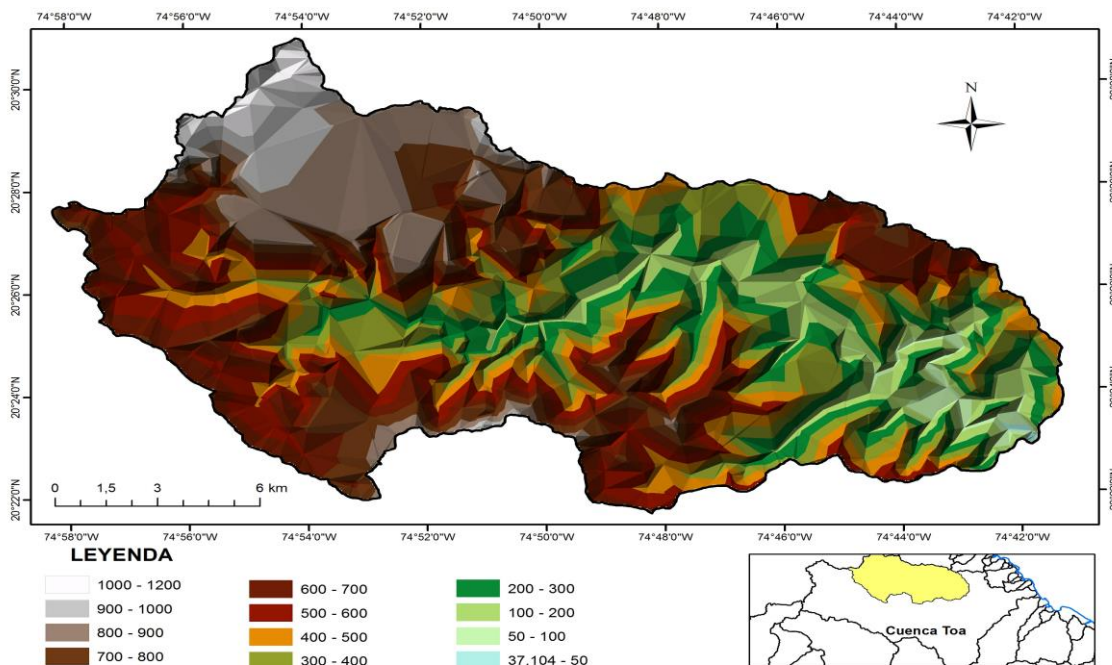 74°58'0"W 74°56'0"W 74°54'0"W 74°52'0"W 74°50'0"W 74°48'0"W 74°46'0"W 74°44'0"W 74°42'0"W
20°30'0"N
20°28'0"N
20°26'0"N
20°24'0"N
20°22'0"N
N
0 1,5 3 6 km
74°58'0"W 74°56'0"W 74°54'0"W 74°52'0"W 74°50'0"W 74°48'0"W 74°46'0"W 74°44'0"W 74°42'0"W
LEYENDA
1000 - 1200
900 - 1000
800 - 900
700 - 800
600 - 700
500 - 600
400 - 500
300 - 400
200 - 300
100 - 200
50 - 100
37.104 - 50
Cuenca Toa